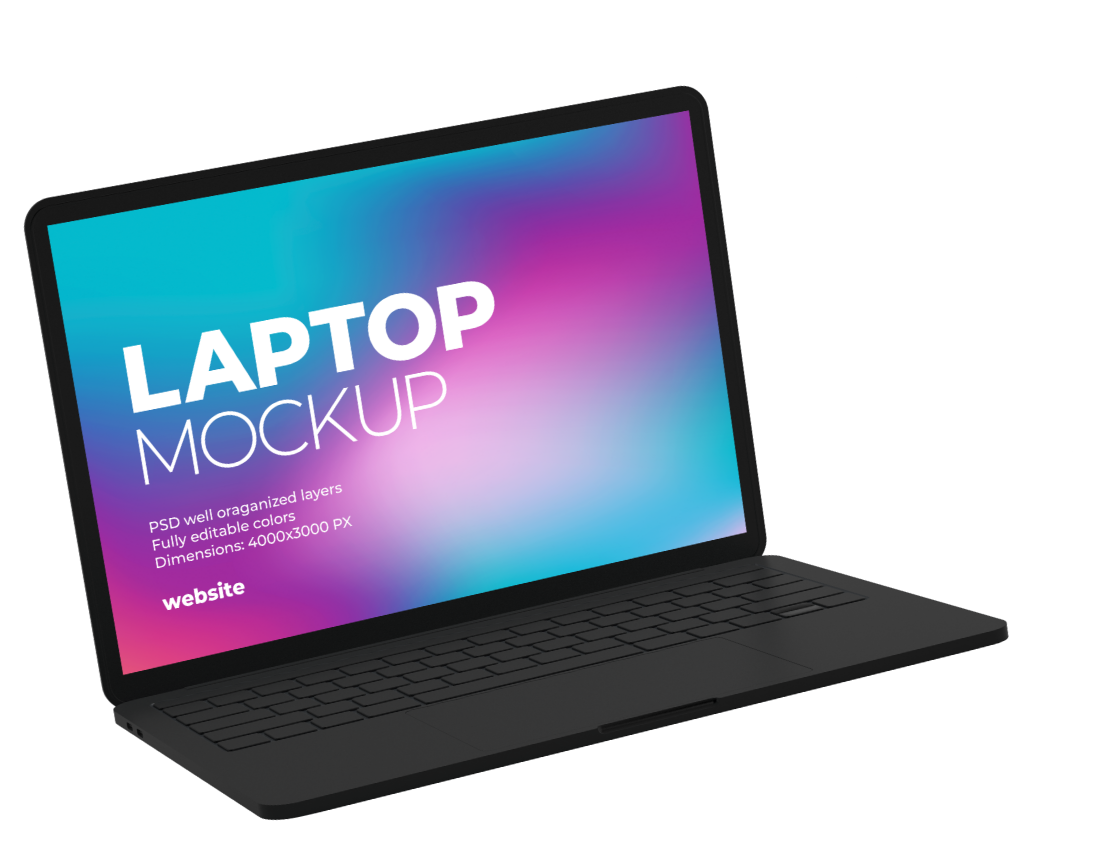 LAPTOP
MOCKUP
PSD well oraganized layers
Fully editable colors
Dimensions: 4000x3000 PX
website